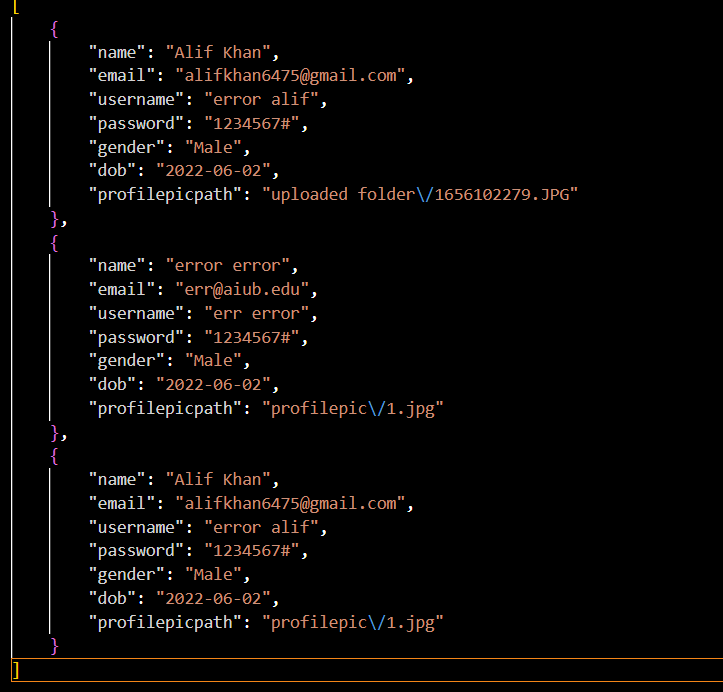 [
{
"name": "Alif Khan",
"email": "alifkhan6475@gmail.com",
"username": "error alif",
"password": "1234567#",
"gender": "Male",
"dob": "2022-06-02",
"profilepicpath": "uploaded folder\/1656102279.JPG"
},
{
"name": "error error",
"email": "err@aiub.edu",
"username": "err error",
"password": "1234567#",
"gender": "Male",
"dob": "2022-06-02",
"profilepicpath": "profilepic\/1.jpg"
},
{
"name": "Alif Khan",
"email": "alifkhan6475@gmail.com",
"username": "error alif",
"password": "1234567#",
"gender": "Male",
"dob": "2022-06-02",
"profilepicpath": "profilepic\/1.jpg"
}
]